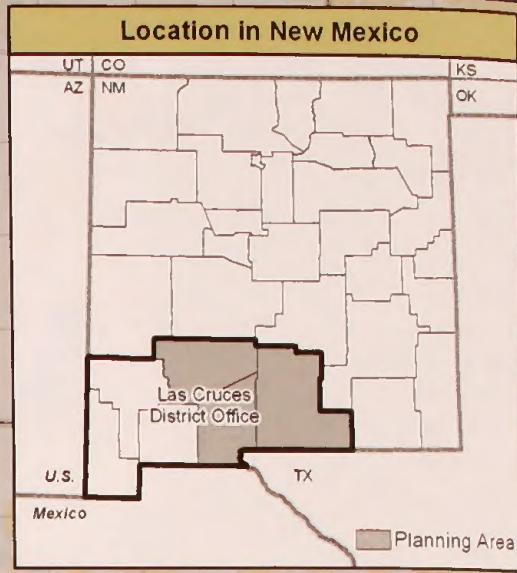 Location in New Mexico
UT CO KS
AZ NM OK
Las Cruces
District Office
U.S. TX
Mexico
Planning Area